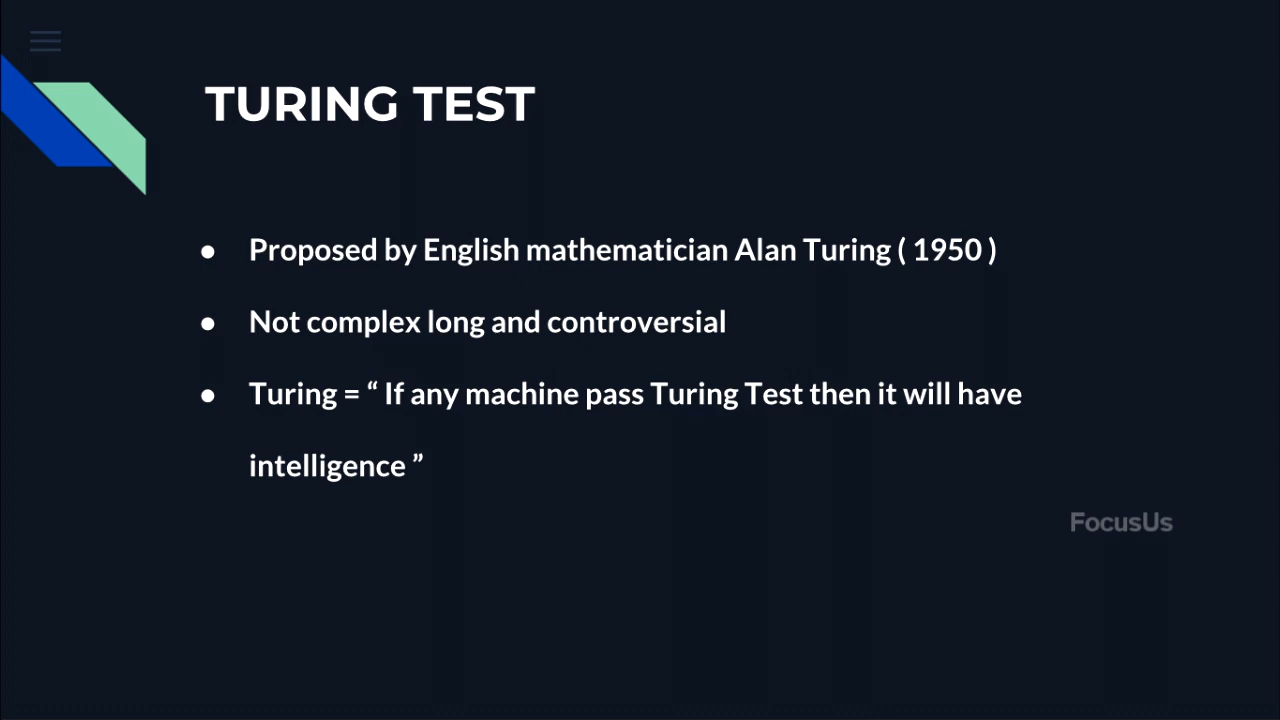 TURING TEST
● Proposed by English mathematician Alan Turing ( 1950 )
● Not complex long and controversial
● Turing = “ If any machine pass Turing Test then it will have
intelligence ”
FocusUs